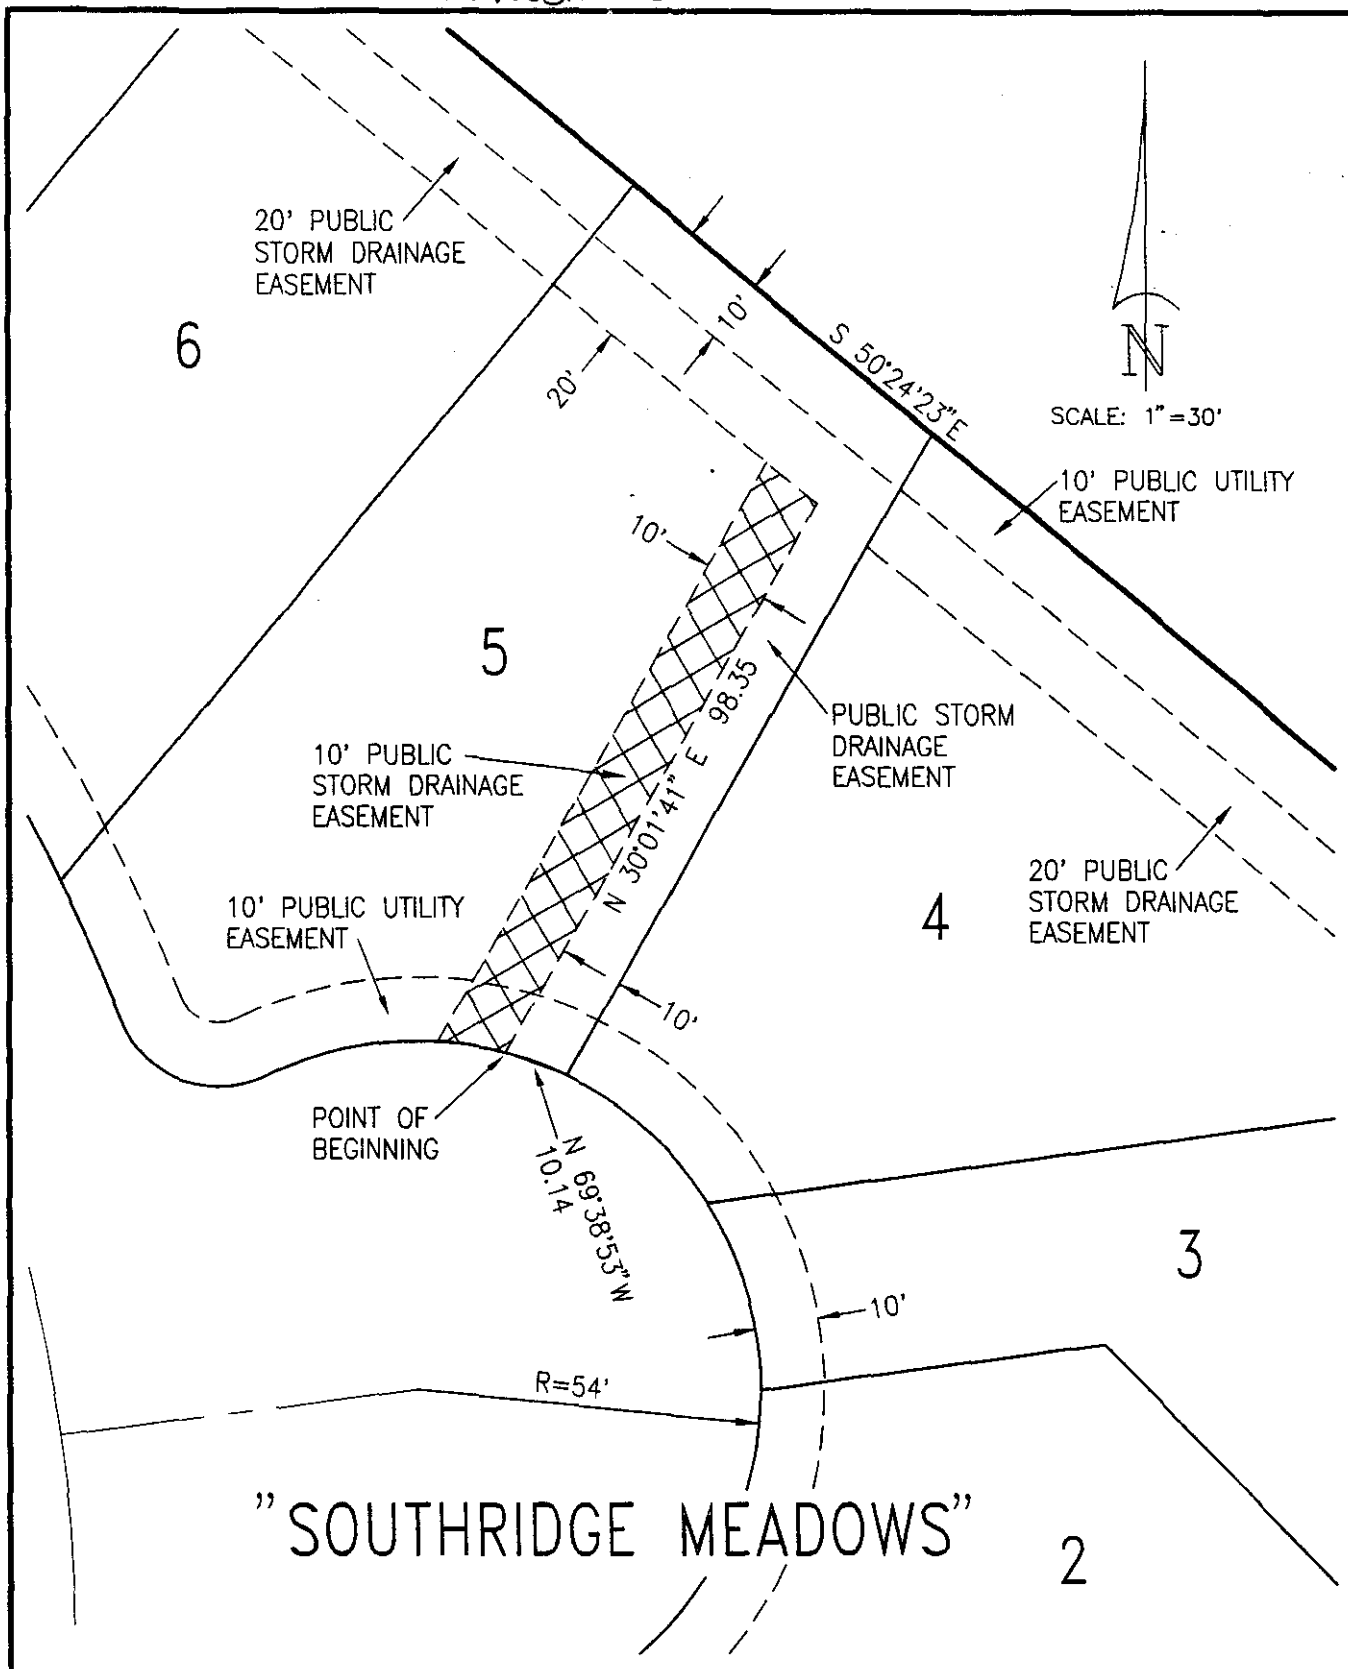 20' PUBLIC
STORM DRAINAGE
EASEMENT
6
10'
20'
S 50°24'23"E
N
SCALE: 1"=30'
10' PUBLIC UTILITY
EASEMENT
10'
5
N 30°01'41" E 98.35
PUBLIC STORM
DRAINAGE
EASEMENT
10' PUBLIC
STORM DRAINAGE
EASEMENT
20' PUBLIC
STORM DRAINAGE
EASEMENT
4
10' PUBLIC UTILITY
EASEMENT
10'
POINT OF
BEGINNING
N 69°38'53"W
10.14
3
10'
R=54'
"SOUTHRIDGE MEADOWS"
2